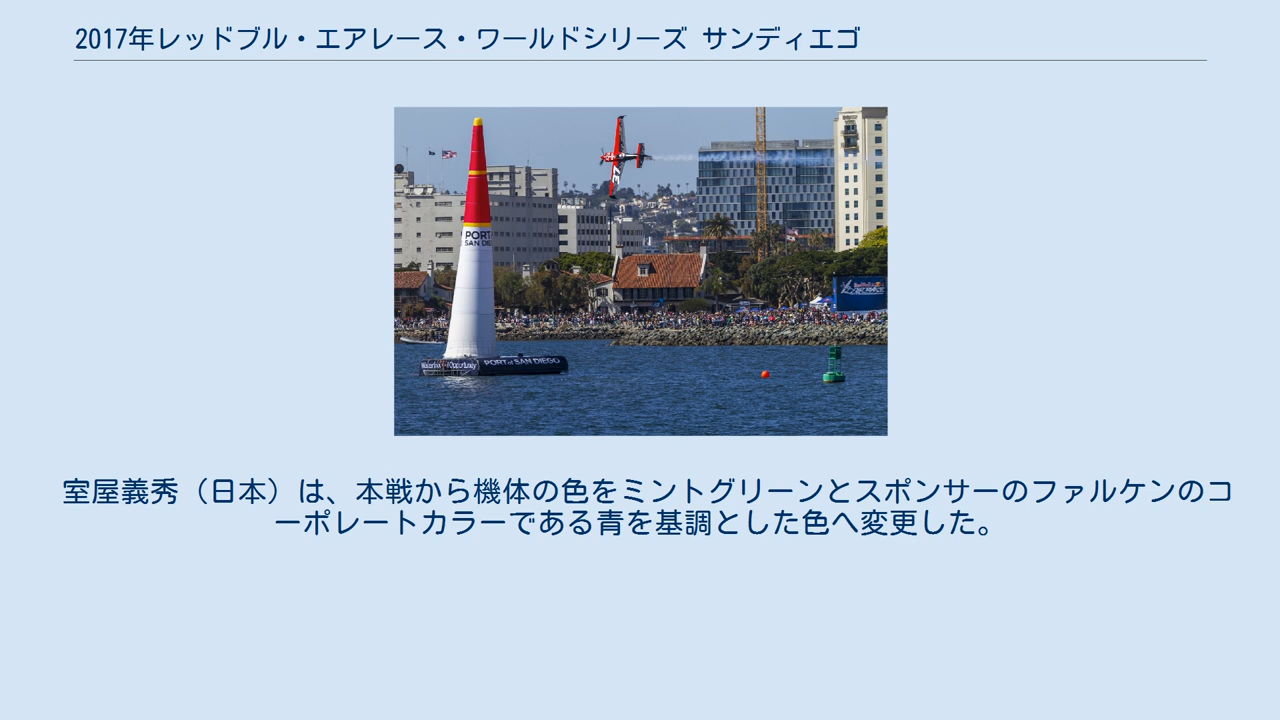 2017年レッドブル・エアレース・ワールドシリーズ サンディエゴ
PORT
SAN DIE
PORT of SAN DIEGO
室屋義秀（日本）は、本戦から機体の色をミントグリーンとスポンサーのファルケンのコ
ーポレートカラーである青を基調とした色へ変更した。